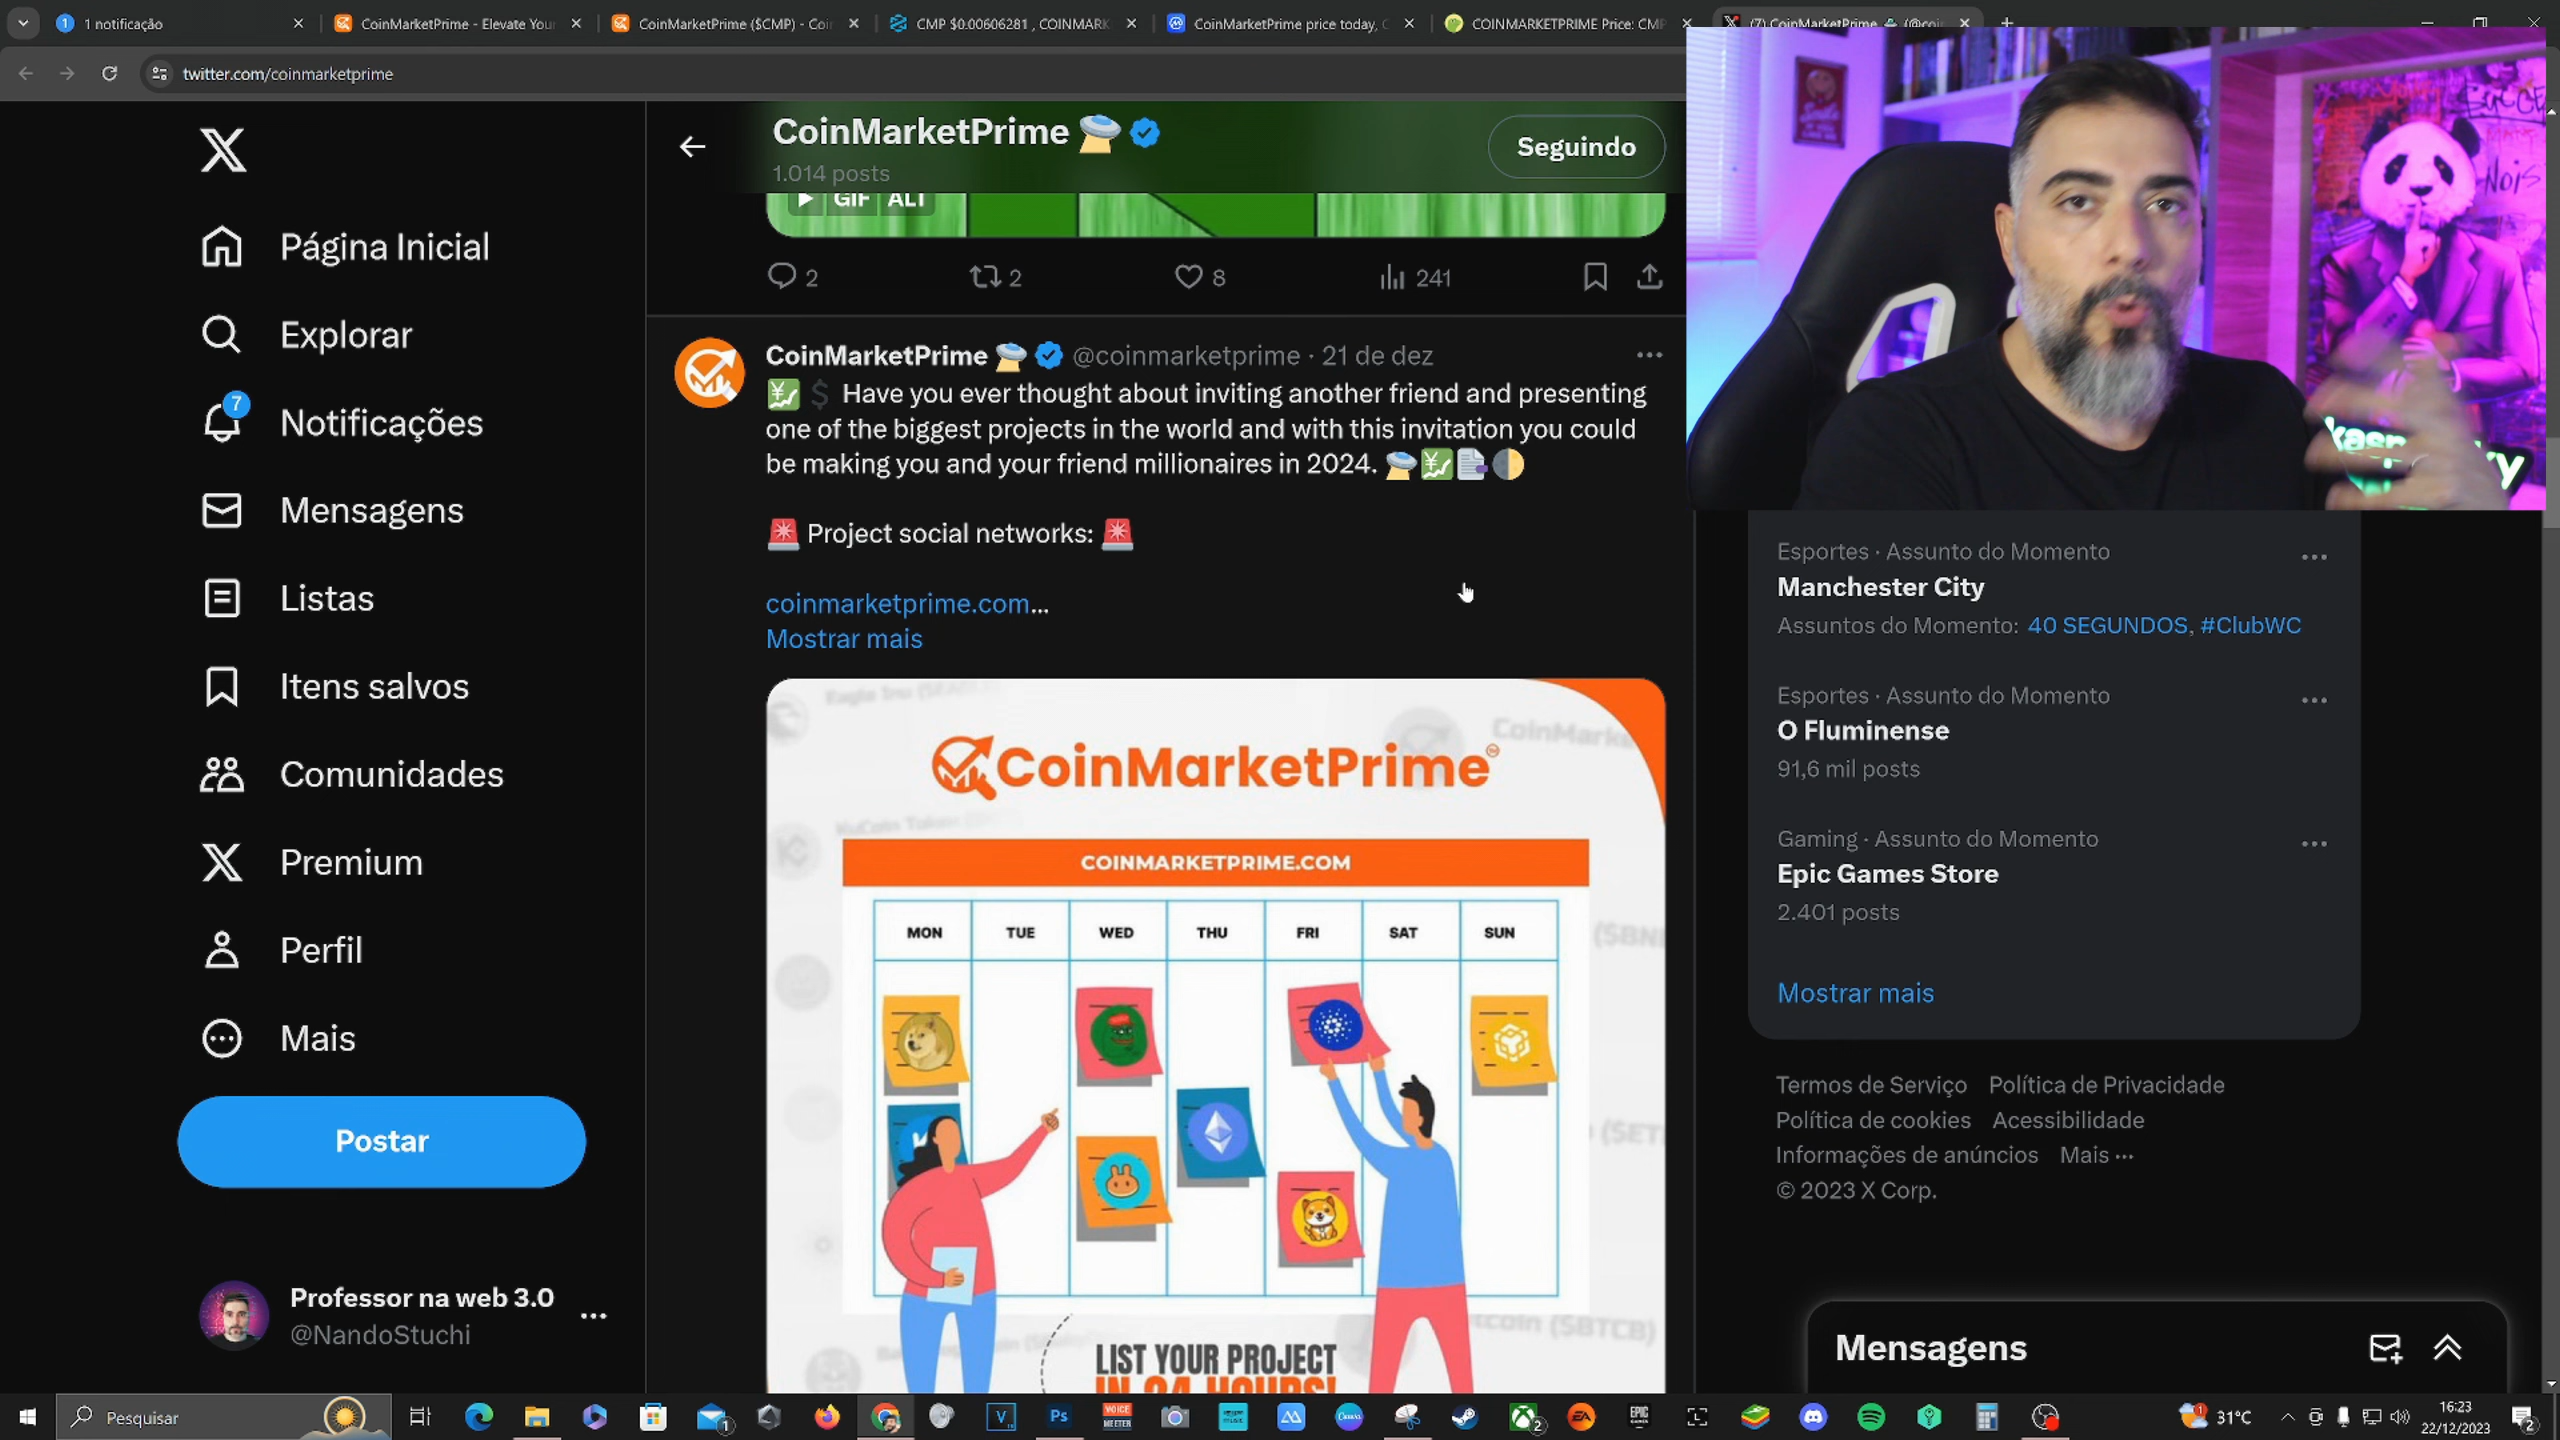 1 notificação
CoinMarketPrime - Elevate You
CoinMarketPrime ($CMP) - Coi
CMP $0.00606281 , COINMARK
CoinMarketPrime price today,
COINMARKETPRIME Price: CMP
(7) CoinMarketPrime
twitter.com/coinmarketprime
CoinMarketPrime
1.014 posts
Seguindo
GIF ALT
2 2 8 241
Página Inicial
Explorar
7
Notificações
Mensagens
Listas
Itens salvos
Comunidades
Premium
Perfil
Mais
Postar
Professor na web 3.0
@NandoStuchi
CoinMarketPrime @coinmarketprime · 21 de dez
Have you ever thought about inviting another friend and presenting
one of the biggest projects in the world and with this invitation you could
be making you and your friend millionaires in 2024.
Project social networks:
coinmarketprime.com...
Mostrar mais
CoinMarketPrime
COINMARKETPRIME.COM
MON TUE WED THU FRI SAT SUN
LIST YOUR PROJECT
IN 24 HOURS!
Esportes · Assunto do Momento
Manchester City
Assuntos do Momento: 40 SEGUNDOS, #ClubWC
Esportes · Assunto do Momento
O Fluminense
91,6 mil posts
Gaming · Assunto do Momento
Epic Games Store
2.401 posts
Mostrar mais
Termos de Serviço Política de Privacidade
Política de cookies Acessibilidade
Informações de anúncios Mais ...
© 2023 X Corp.
Mensagens
Pesquisar
31°C
16:23
22/12/2023